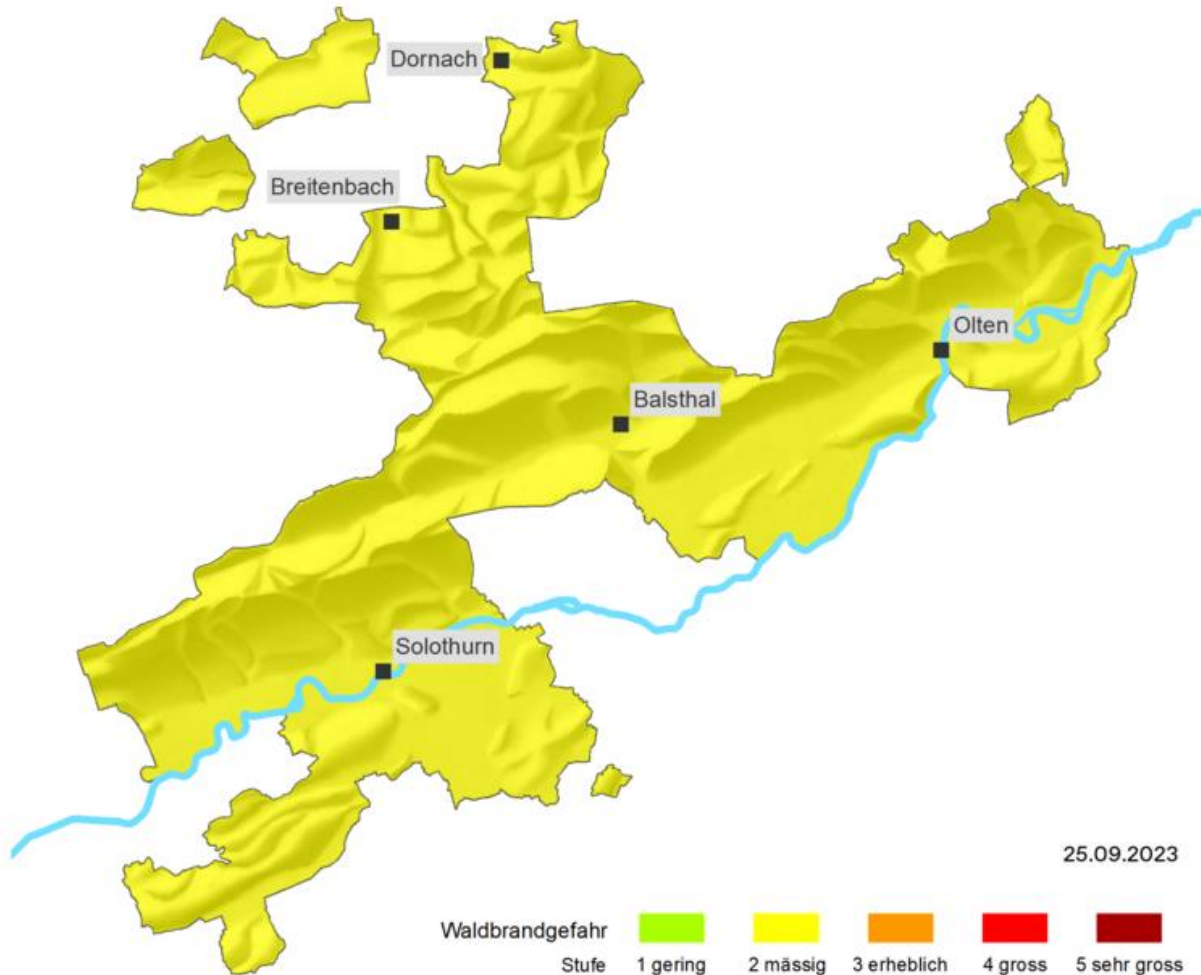 Dornach
Breitenbach
Olten
Balsthal
Solothurn
25.09.2023
Waldbrandgefahr
Stufe 1 gering 2 mässig 3 erheblich 4 gross 5 sehr gross